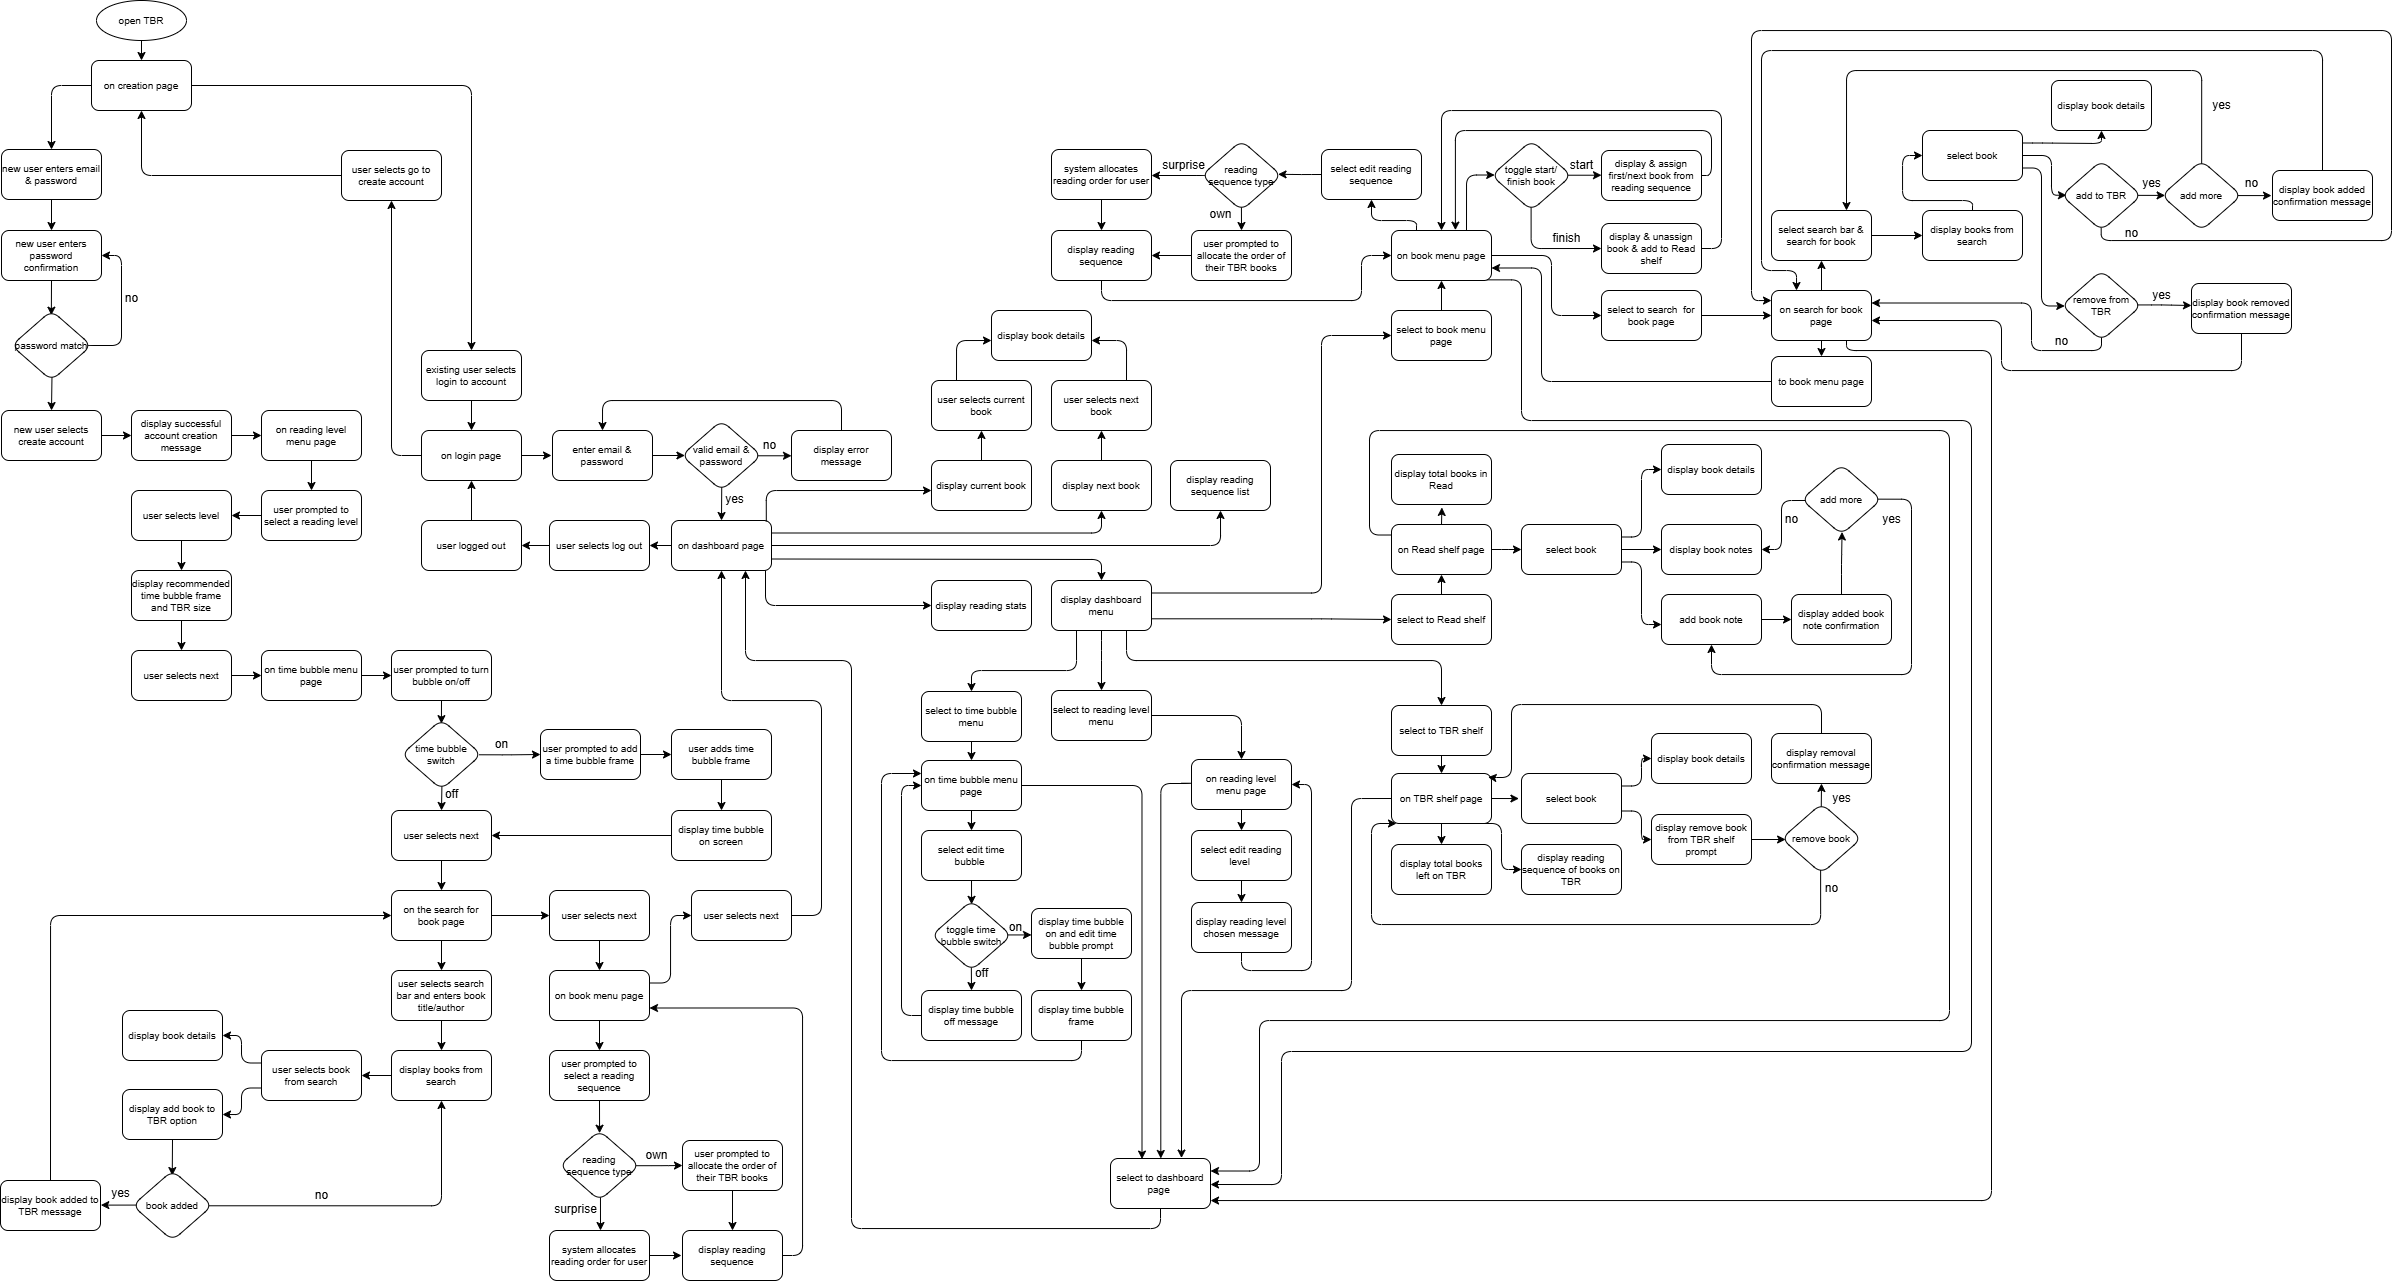 open TBR
on creation page
new user enters email
& password
user selects go to
create account
new user enters
password
confirmation
no
password match
existing user selects
login to account
new user selects
create account
display successful
account creation
message
on reading level
menu page
on login page
enter email &
password
valid email &
password
no
display error
message
yes
user selects level
user prompted to
select a reading level
user logged out
user selects log out
on dashboard page
display recommended
time bubble frame
and TBR size
user selects next
on time bubble menu
page
user prompted to turn
bubble on/off
time bubble
switch
on
user prompted to add
a time bubble frame
user adds time
bubble frame
off
user selects next
display time bubble
on screen
on the search for
book page
user selects next
user selects next
user selects search
bar and enters book
title/author
on book menu page
display book details
user selects book
from search
display books from
search
display add book to
TBR option
user prompted to
select a reading
sequence
book added
yes
no
display book added to
TBR message
reading
sequence type
own
user prompted to
allocate the order of
their TBR books
surprise
system allocates
reading order for user
display reading
sequence
system allocates
reading order for user
surprise
reading
sequence type
own
select edit reading
sequence
display reading
sequence
user prompted to
allocate the order of
their TBR books
on book menu page
toggle start/
finish book
start
display & assign
first/next book from
reading sequence
finish
display & unassign
book & add to Read
shelf
select to search for
book page
select to book menu
page
display book details
user selects current
book
user selects next
book
display current book
display next book
display reading
sequence list
display reading stats
display dashboard
menu
select search bar &
search for book
on search for book
page
to book menu page
select book
display books from
search
display book details
add to TBR
yes
add more
yes
no
display book added
confirmation message
no
remove from
TBR
yes
display book removed
confirmation message
no
display total books in
Read
on Read shelf page
select to Read shelf
select book
display book details
display book notes
add book note
display added book
note confirmation
add more
no
yes
select to time bubble
menu
on time bubble menu
page
select edit time
bubble
toggle time
bubble switch
on
display time bubble
on and edit time
bubble prompt
off
display time bubble
off message
display time bubble
frame
select to reading level
menu
on reading level
menu page
select edit reading
level
display reading level
chosen message
select to TBR shelf
on TBR shelf page
display total books
left on TBR
select book
display reading
sequence of books on
TBR
display book details
display remove book
from TBR shelf
prompt
remove book
yes
display removal
confirmation message
no
select to dashboard
page